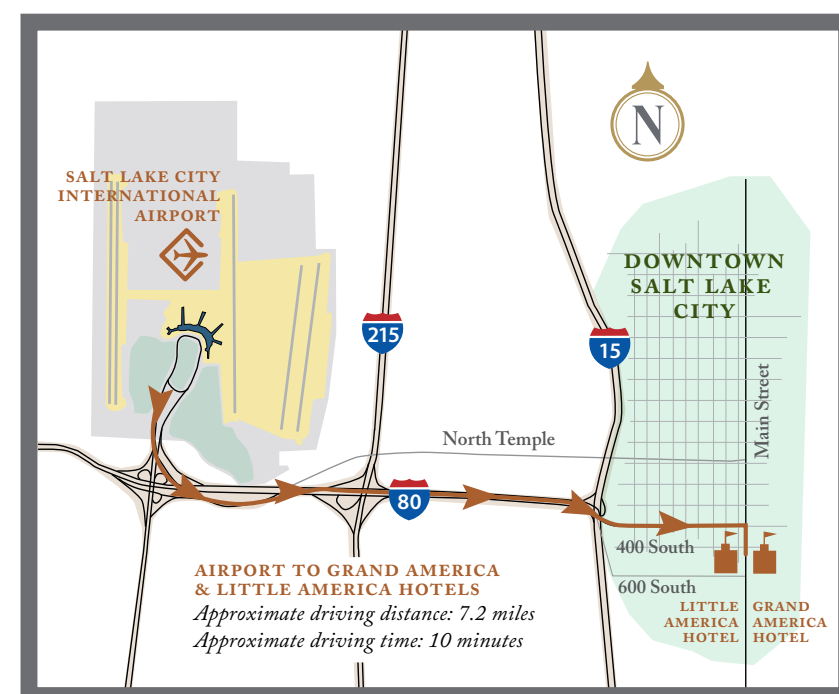 N
SALT LAKE CITY
INTERNATIONAL
AIRPORT
DOWNTOWN
SALT LAKE
CITY
215
15
Main Street
North Temple
80
400 South
600 South
AIRPORT TO GRAND AMERICA
& LITTLE AMERICA HOTELS
Approximate driving distance: 7.2 miles
Approximate driving time: 10 minutes
LITTLE
AMERICA
HOTEL
GRAND
AMERICA
HOTEL